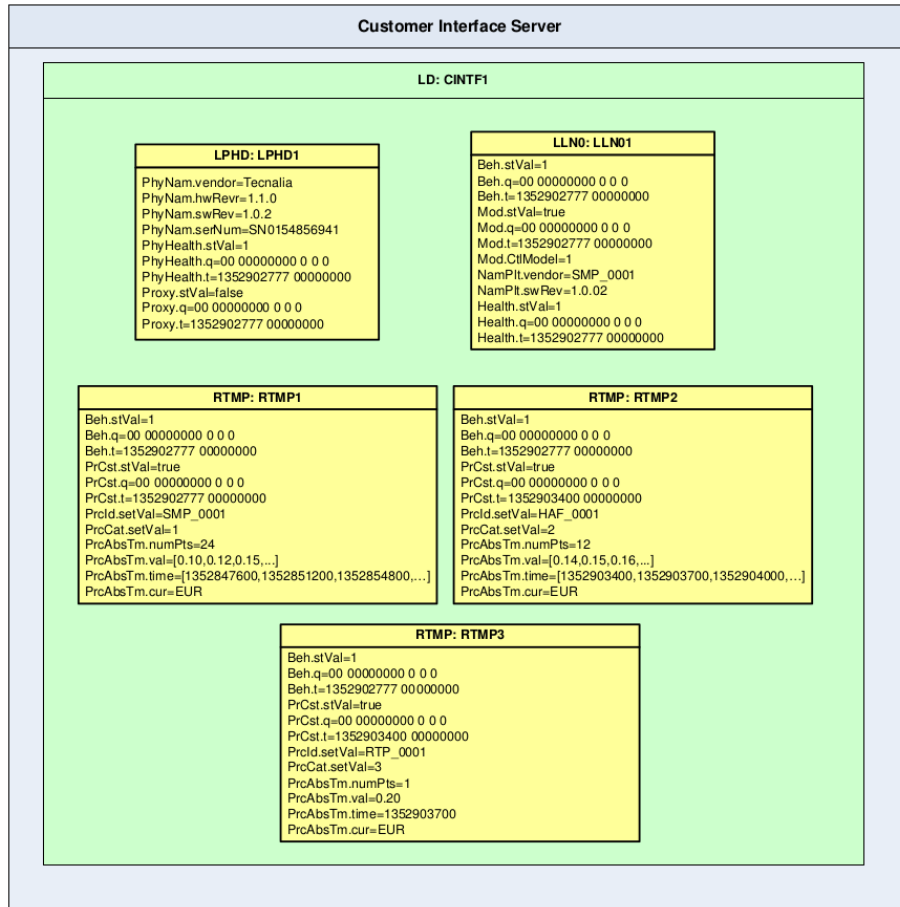 Customer Interface Server
LD: CINTF1
LPHD: LPHD1
PhyNam.vendor=Tecnalia
PhyNam.hwRevr=1.1.0
PhyNam.swRev=1.0.2
PhyNam.serNum=SN0154856941
PhyHealth.stVal=1
PhyHealth.q=00 00000000 0 0 0
PhyHealth.t=1352902777 00000000
Proxy.stVal=false
Proxy.q=00 00000000 0 0 0
Proxy.t=1352902777 00000000
LLN0: LLN01
Beh.stVal=1
Beh.q=00 00000000 0 0 0
Beh.t=1352902777 00000000
Mod.stVal=true
Mod.q=00 00000000 0 0 0
Mod.t=1352902777 00000000
Mod.CtlModel=1
NamPlt.vendor=SMP_0001
NamPlt.swRev=1.0.02
Health.stVal=1
Health.q=00 00000000 0 0 0
Health.t=1352902777 00000000
RTMP: RTMP1
Beh.stVal=1
Beh.q=00 00000000 0 0 0
Beh.t=1352902777 00000000
PrCst.stVal=true
PrCst.q=00 00000000 0 0 0
PrCst.t=1352902777 00000000
PrcId.setVal=SMP_0001
PrcCat.setVal=1
PrcAbsTm.numPts=24
PrcAbsTm.val=[0.10,0.12,0.15,...]
PrcAbsTm.time=[1352847600,1352851200,1352854800,...]
PrcAbsTm.cur=EUR
RTMP: RTMP2
Beh.stVal=1
Beh.q=00 00000000 0 0 0
Beh.t=1352902777 00000000
PrCst.stVal=true
PrCst.q=00 00000000 0 0 0
PrCst.t=1352903400 00000000
PrcId.setVal=HAF_0001
PrcCat.setVal=2
PrcAbsTm.numPts=12
PrcAbsTm.val=[0.14,0.15,0.16,...]
PrcAbsTm.time=[1352903400,1352903700,1352904000,...]
PrcAbsTm.cur=EUR
RTMP: RTMP3
Beh.stVal=1
Beh.q=00 00000000 0 0 0
Beh.t=1352902777 00000000
PrCst.stVal=true
PrCst.q=00 00000000 0 0 0
PrCst.t=1352903400 00000000
PrcId.setVal=RTP_0001
PrcCat.setVal=3
PrcAbsTm.numPts=1
PrcAbsTm.val=0.20
PrcAbsTm.time=1352903700
PrcAbsTm.cur=EUR